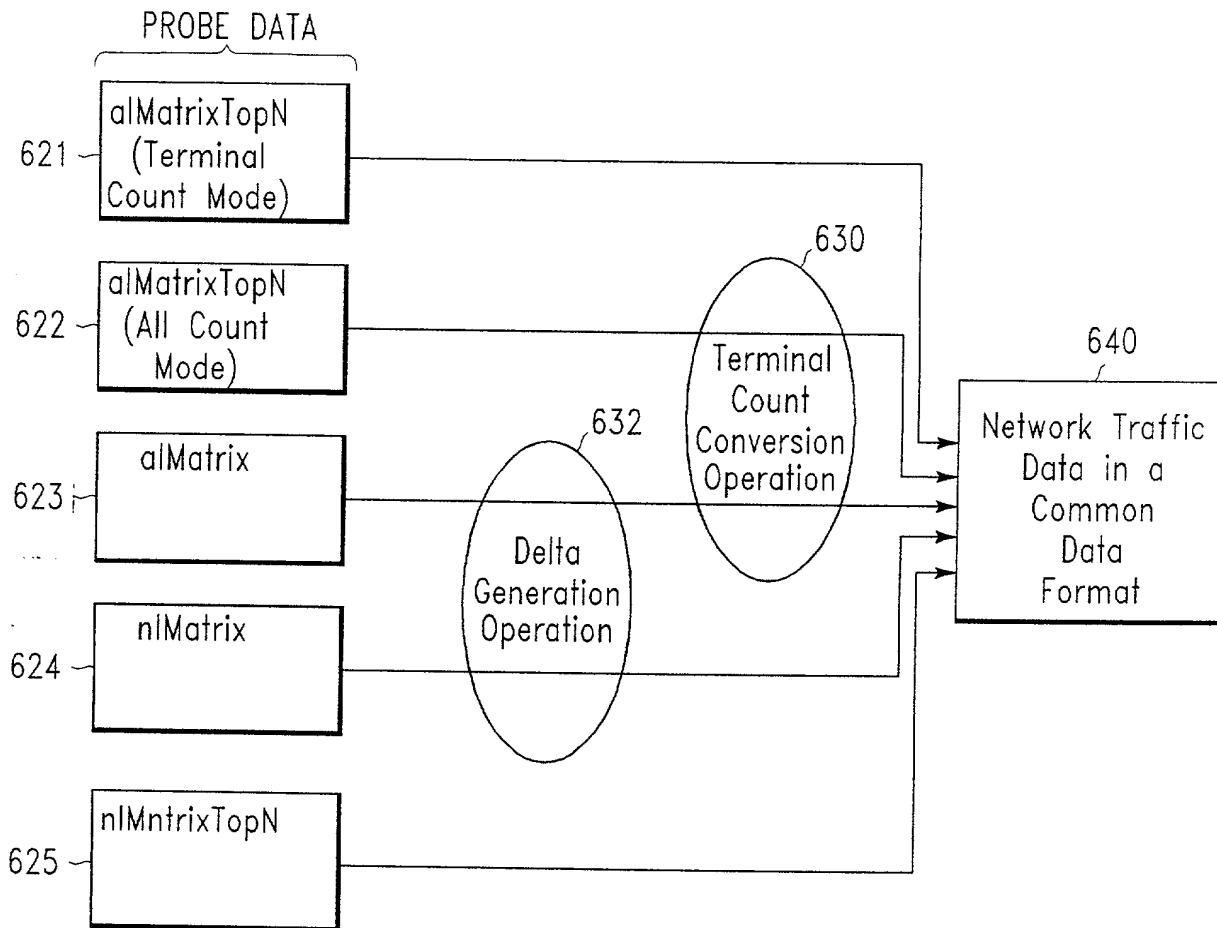 PROBE DATA
621
alMatrixTopN
(Terminal
Count Mode)
622
alMatrixTopN
(All Count
Mode)
630
Terminal
Count
Conversion
Operation
640
Network Traffic
Data in a
Common
Data
Format
623
alMatrix
632
Delta
Generation
Operation
624
nlMatrix
625
nlMntrixTopN